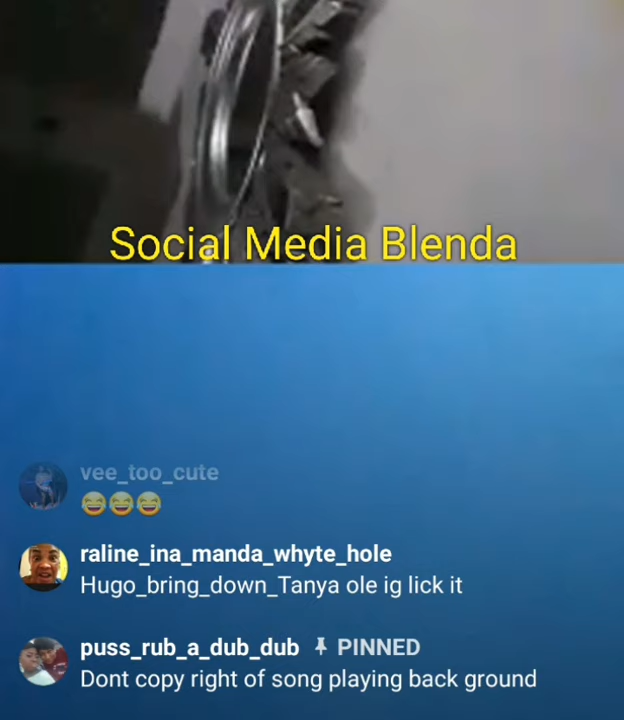 Social Media Blenda
vee_too_cute
😂😂😂
raline_ina_manda_whyte_hole
Hugo_bring_down_Tanya ole ig lick it
puss_rub_a_dub_dub PINNED
Dont copy right of song playing back ground